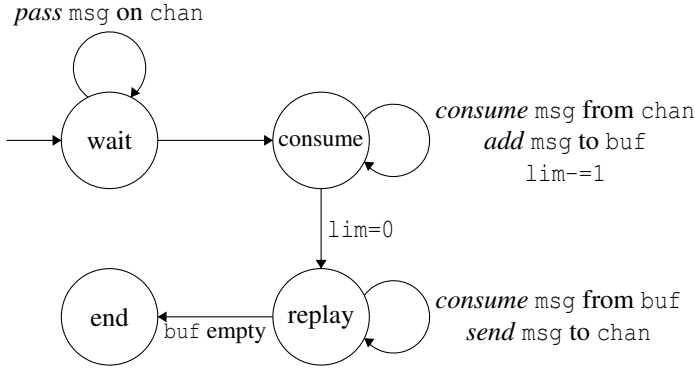 pass msg on chan
wait
consume
consume msg from chan
add msg to buf
lim-=1
lim=0
end
buf empty
replay
consume msg from buf
send msg to chan